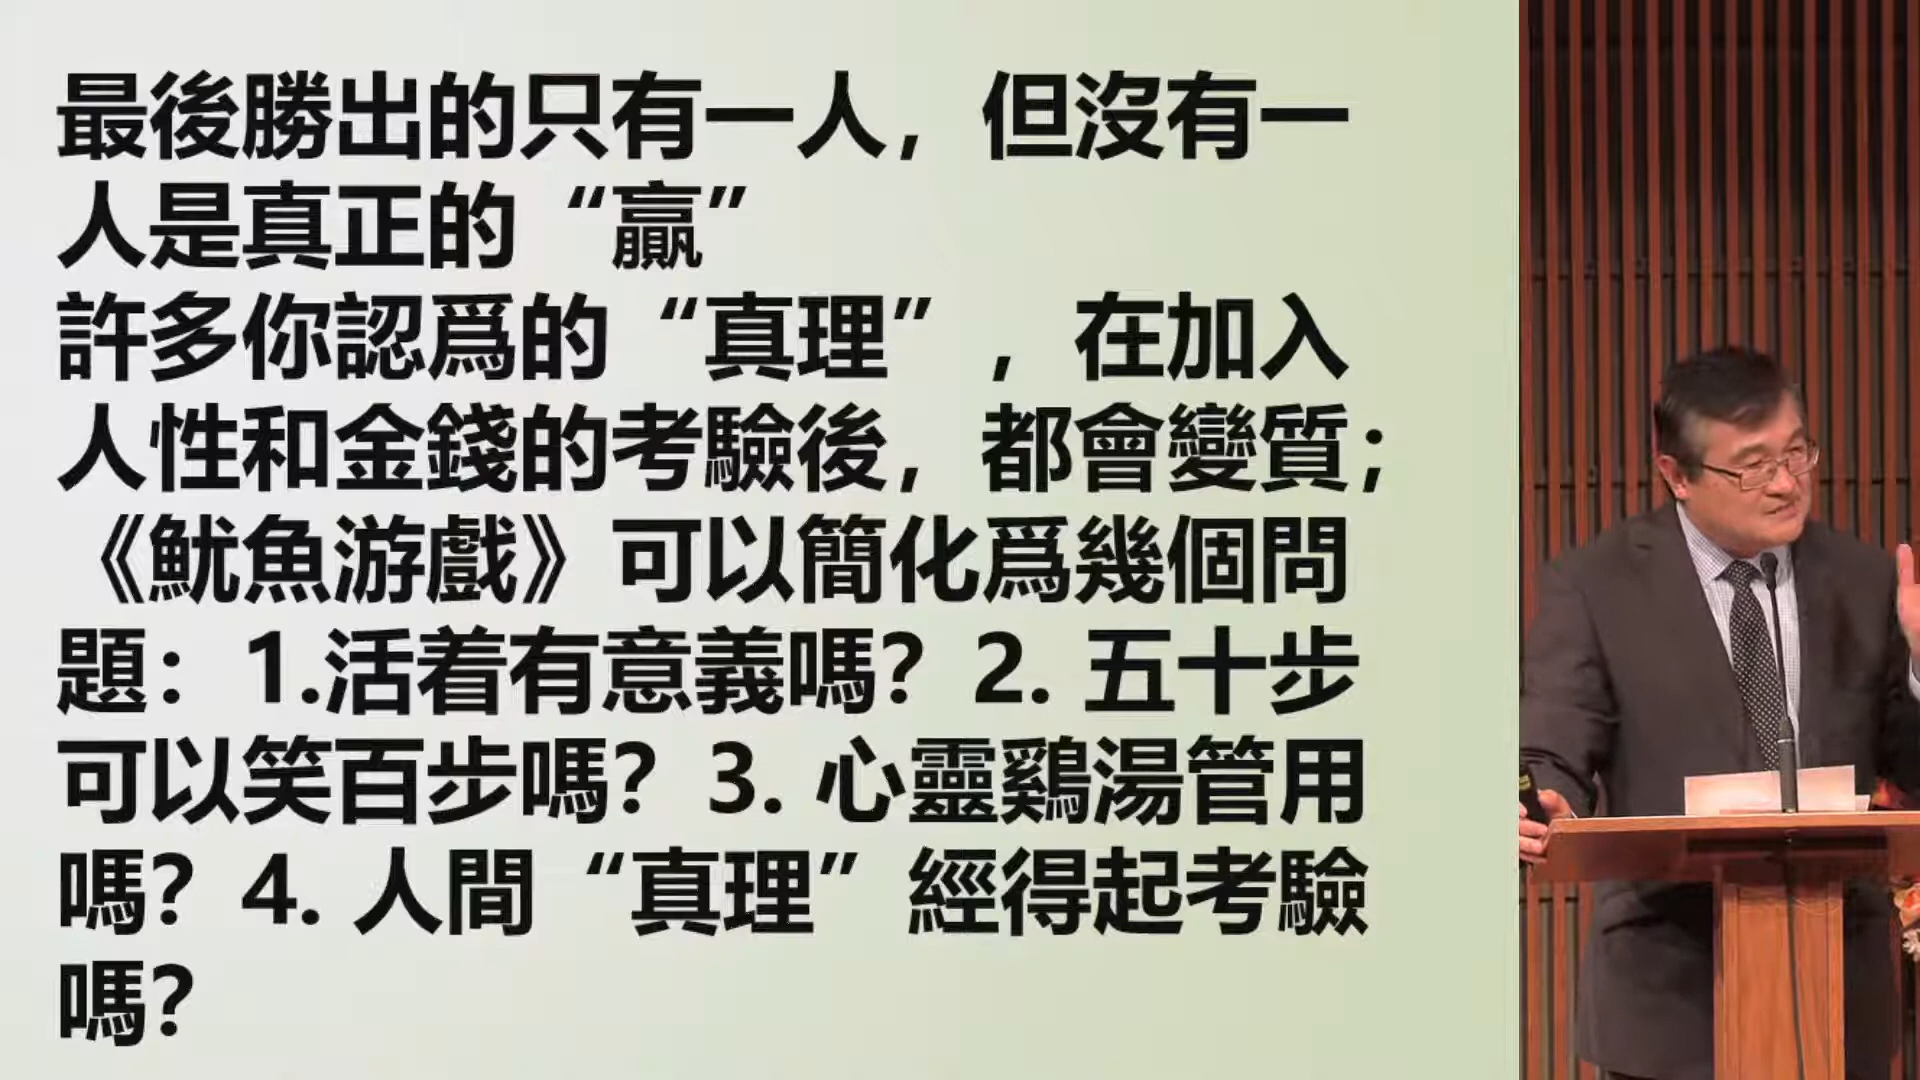 最後勝出的只有一人，但沒有一
人是真正的“贏”
許多你認爲的“真理”，在加入
人性和金錢的考驗後，都會變質；
《魷魚游戲》可以簡化爲幾個問
題：1.活着有意義嗎？2. 五十步
可以笑百步嗎？3. 心靈鷄湯管用
嗎？4. 人間“真理”經得起考驗
嗎？